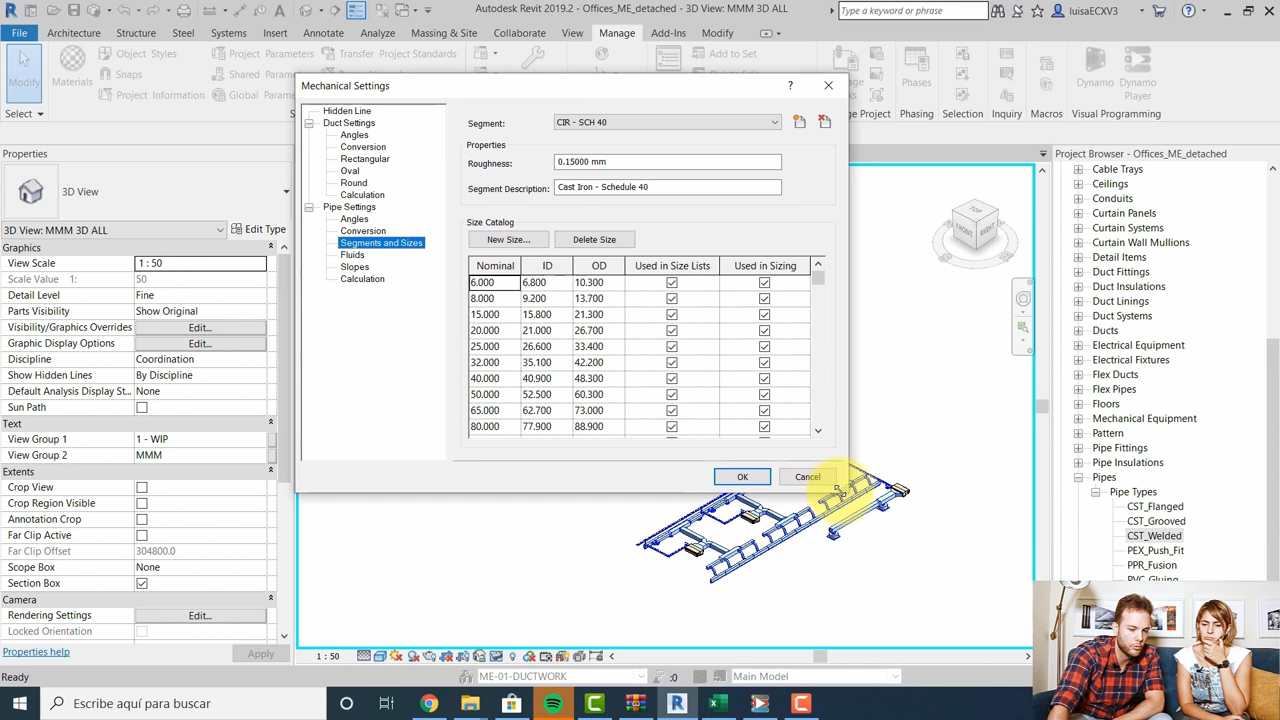 Autodesk Revit 2019.2 - Offices_ME_detached - 3D View: MMM 3D ALL
Type a keyword or phrase
luisaECXV3
File
Architecture
Structure
Steel
Systems
Insert
Annotate
Analyze
Massing & Site
Collaborate
View
Manage
Add-Ins
Modify
Modify
Materials
Object Styles
Snaps
Project Information
Project Parameters
Shared
Global Par
Transfer Project Standards
Add to Set
Phases
Dynamo
Dynamo
Player
Select
ge Project
Phasing
Selection
Inquiry
Macros
Visual Programming
Properties
3D View
3D View: MMM 3D ALL
Edit Type
Graphics
View Scale
1 : 50
Scale Value 1:
50
Detail Level
Fine
Parts Visibility
Show Original
Visibility/Graphics Overrides
Edit...
Graphic Display Options
Edit...
Discipline
Coordination
Show Hidden Lines
By Discipline
Default Analysis Display St...
None
Sun Path
Text
View Group 1
1 - WIP
View Group 2
MMM
Extents
Crop View
Crop Region Visible
Annotation Crop
Far Clip Active
Far Clip Offset
304800.0
Scope Box
None
Section Box
Camera
Rendering Settings
Edit...
Locked Orientation
Properties help
Apply
Mechanical Settings
?
Hidden Line
Duct Settings
Angles
Conversion
Rectangular
Oval
Round
Calculation
Pipe Settings
Angles
Conversion
Segments and Sizes
Fluids
Slopes
Calculation
Segment:
CIR - SCH 40
Properties
Roughness:
0.15000 mm
Segment Description:
Cast Iron - Schedule 40
Size Catalog
New Size...
Delete Size
Nominal ID OD Used in Size Lists Used in Sizing
6.000 6.800 10.300
8.000 9.200 13.700
15.000 15.800 21.300
20.000 21.000 26.700
25.000 26.600 33.400
32.000 35.100 42.200
40.000 40.900 48.300
50.000 52.500 60.300
65.000 62.700 73.000
80.000 77.900 88.900
OK
Cancel
TOP
FRONT
RIGHT
Project Browser - Offices_ME_detached
Cable Trays
Ceilings
Conduits
Curtain Panels
Curtain Systems
Curtain Wall Mullions
Detail Items
Duct Fittings
Duct Linings
Duct Systems
Ducts
Electrical Equipment
Electrical Fixtures
Flex Ducts
Flex Pipes
Floors
Mechanical Equipment
Pattern
Pipe Fittings
Pipe Insulations
Pipes
Pipe Types
CST_Flanged
CST_Grooved
CST_Welded
PEX_Push_Fit
PPR_Fusion
PVC_Gluing
1 : 50
Ready
ME-01-DUCTWORK
:0
Main Model
Escribe aquí para buscar